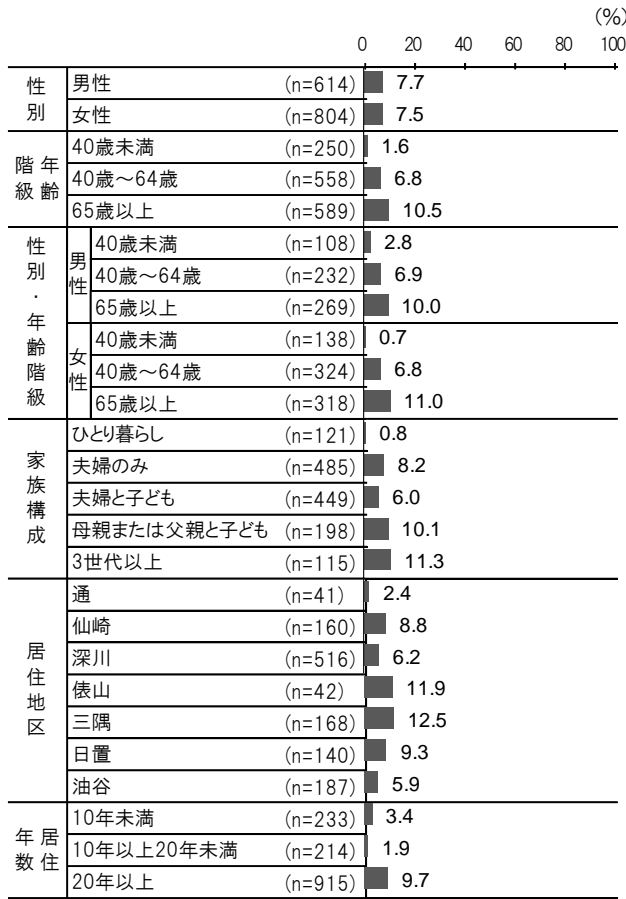 (%)
0 20 40 60 80 100
性別
男性 (n=614) 7.7
女性 (n=804) 7.5
年齢階級
40歳未満 (n=250) 1.6
40歳～64歳 (n=558) 6.8
65歳以上 (n=589) 10.5
性別・年齢階級
男性
40歳未満 (n=108) 2.8
40歳～64歳 (n=232) 6.9
65歳以上 (n=269) 10.0
女性
40歳未満 (n=138) 0.7
40歳～64歳 (n=324) 6.8
65歳以上 (n=318) 11.0
家族構成
ひとり暮らし (n=121) 0.8
夫婦のみ (n=485) 8.2
夫婦と子ども (n=449) 6.0
母親または父親と子ども (n=198) 10.1
3世代以上 (n=115) 11.3
居住地区
通 (n=41) 2.4
仙崎 (n=160) 8.8
深川 (n=516) 6.2
俵山 (n=42) 11.9
三隅 (n=168) 12.5
日置 (n=140) 9.3
油谷 (n=187) 5.9
居住年数
10年未満 (n=233) 3.4
10年以上20年未満 (n=214) 1.9
20年以上 (n=915) 9.7